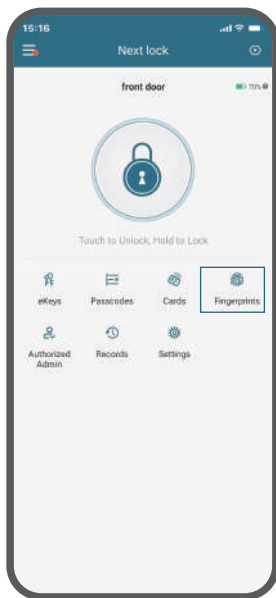 15:16
Next lock
front door
70%
Touch to Unlock, Hold to Lock
eKeys Passcodes Cards Fingerprints
Authorized Records Settings
Admin